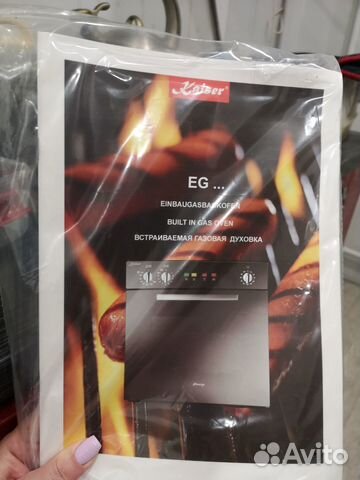 Kaiser
EG ...
EINBAUGASBACKOFEN
BUILT IN GAS OVEN
ВСТРАИВАЕМАЯ ГАЗОВАЯ ДУХОВКА
Avito